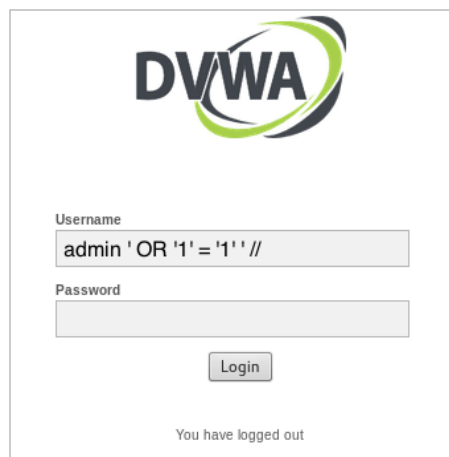 DVWA
Username
admin ' OR '1' = '1' ' //
Password
Login
You have logged out